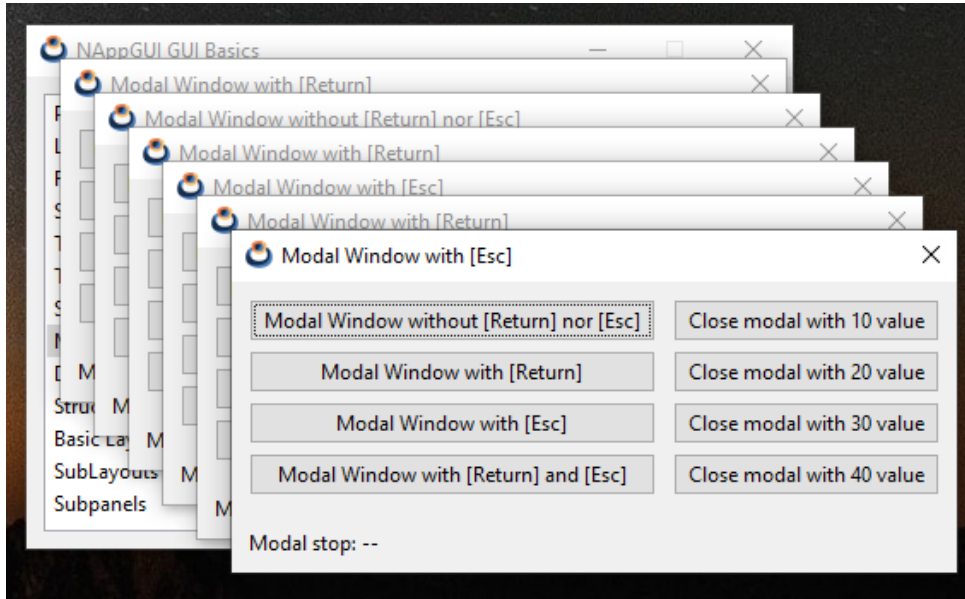 NAppGUI GUI Basics
Modal Window with [Return]
Modal Window without [Return] nor [Esc]
Modal Window with [Return]
Modal Window with [Esc]
Modal Window with [Return]
Modal Window with [Esc]
Modal Window without [Return] nor [Esc]
Close modal with 10 value
Modal Window with [Return]
Close modal with 20 value
Modal Window with [Esc]
Close modal with 30 value
Modal Window with [Return] and [Esc]
Close modal with 40 value
Modal stop: --
Basic Lay
SubLayouts
Subpanels